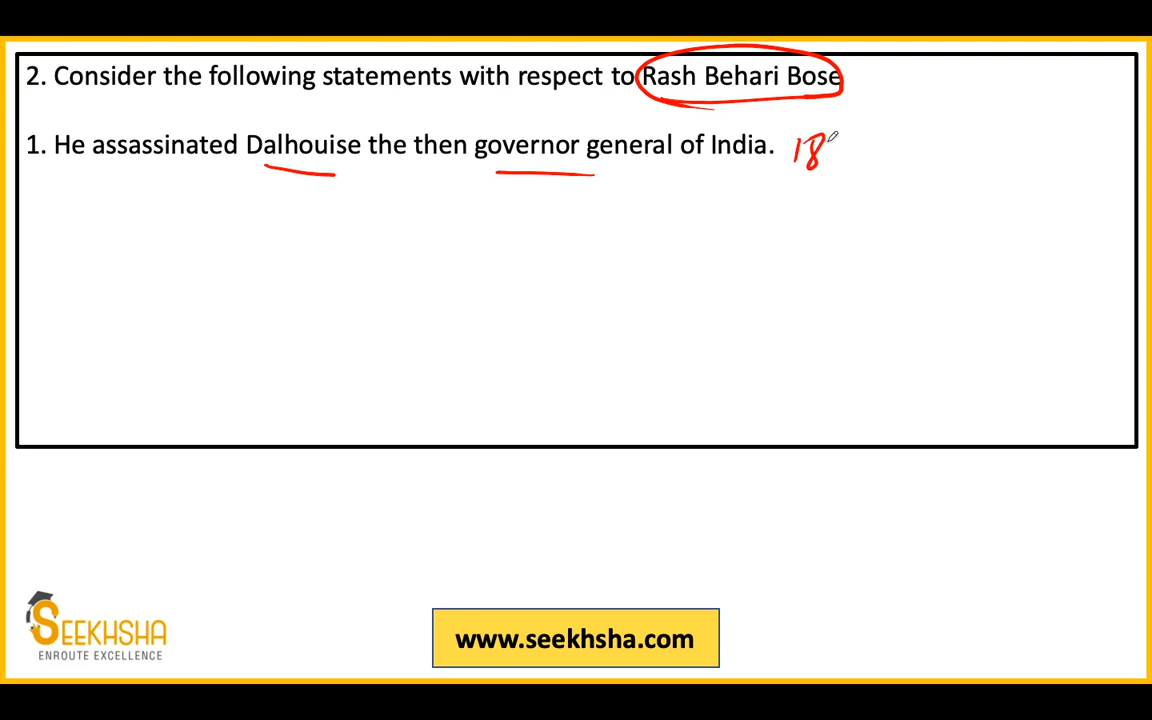 2. Consider the following statements with respect to Rash Behari Bose
1. He assassinated Dalhouise the then governor general of India. 18
SEEKHSHA
ENROUTE EXCELLENCE
www.seekhsha.com